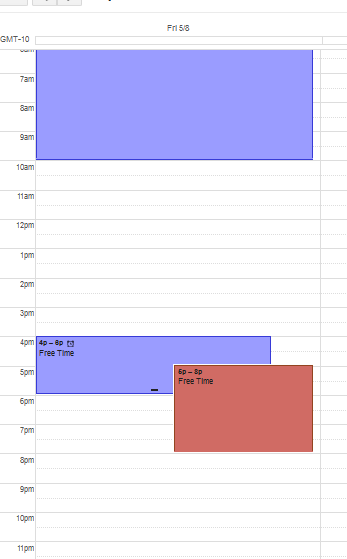 Fri 5/8
GMT-10
7am
8am
9am
10am
11am
12pm
1pm
2pm
3pm
4pm
4p – 6p
Free Time
5pm
5p – 8p
Free Time
6pm
7pm
8pm
9pm
10pm
11pm